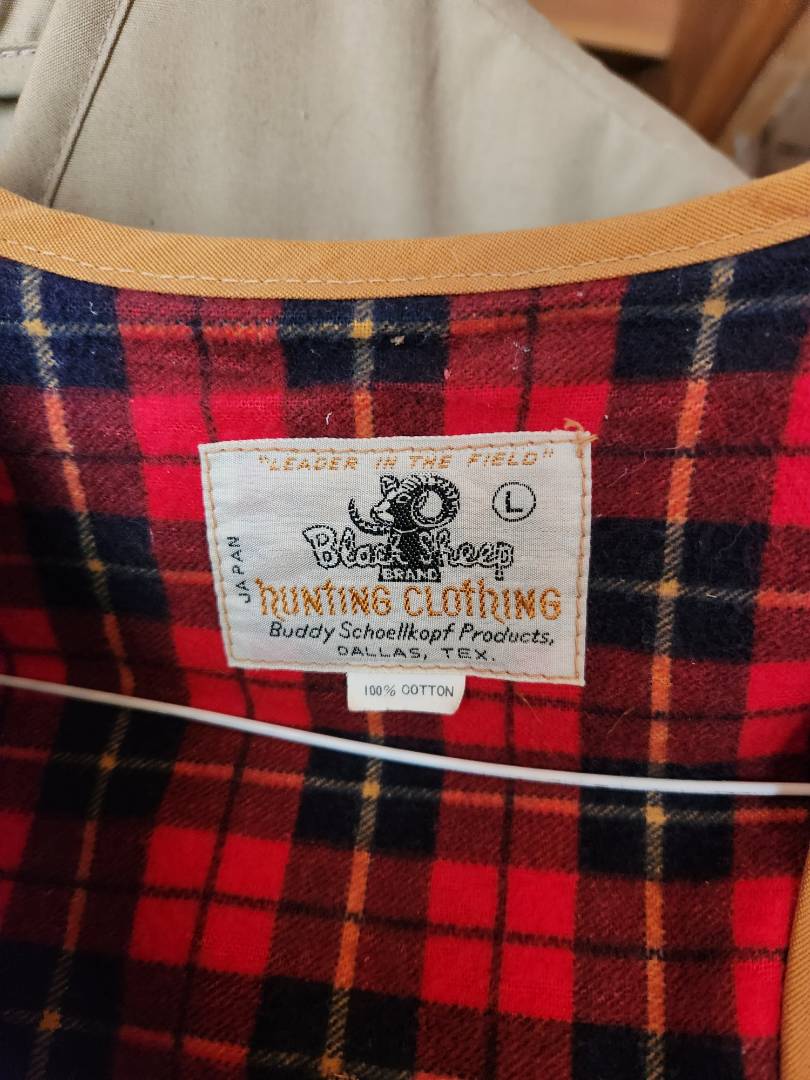 "LEADER IN THE FIELD"
L
Black Sheep
BRAND
JAPAN
HUNTING CLOTHING
Buddy Schoellkopf Products,
DALLAS, TEX.
100% COTTON